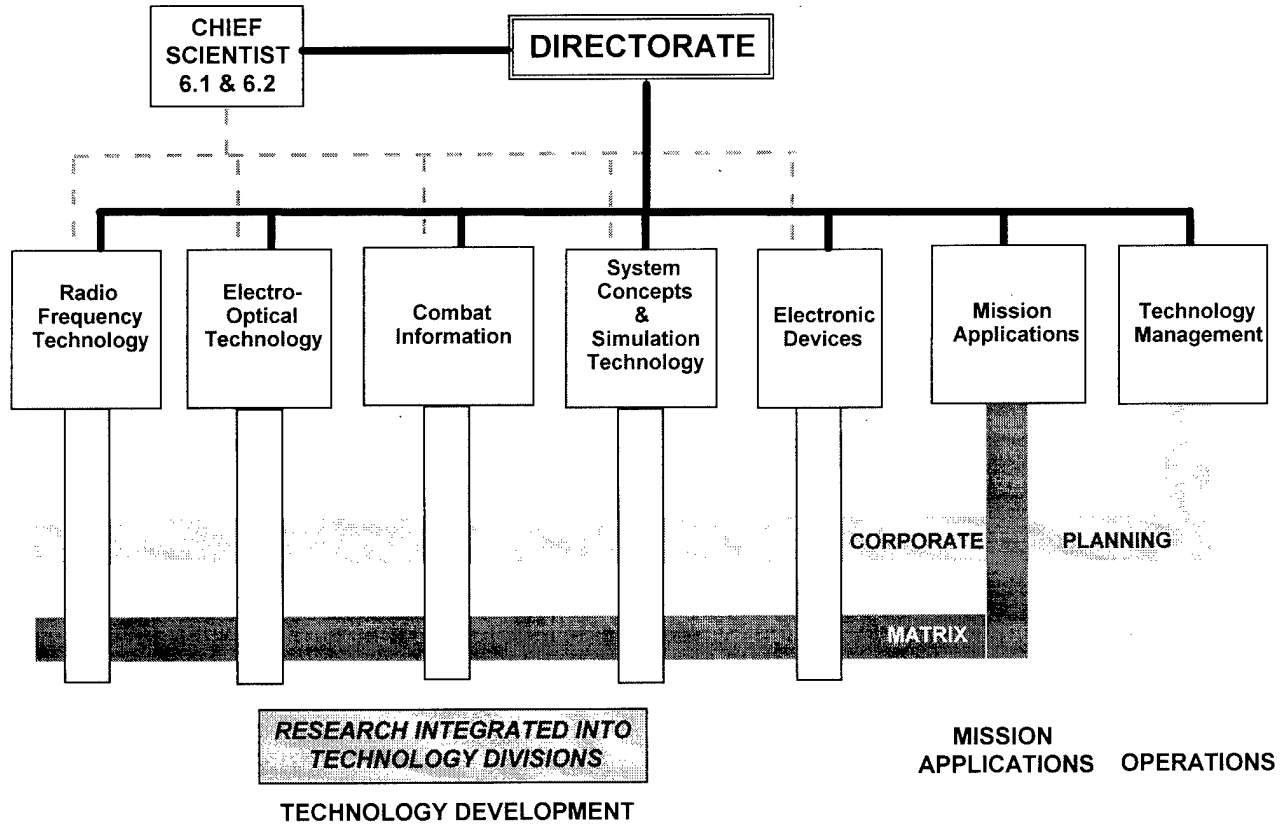 CHIEF
SCIENTIST
6.1 & 6.2
DIRECTORATE
Radio
Frequency
Technology
Electro-
Optical
Technology
Combat
Information
System
Concepts
&
Simulation
Technology
Electronic
Devices
Mission
Applications
Technology
Management
CORPORATE
PLANNING
MATRIX
RESEARCH INTEGRATED INTO
TECHNOLOGY DIVISIONS
TECHNOLOGY DEVELOPMENT
MISSION
APPLICATIONS
OPERATIONS